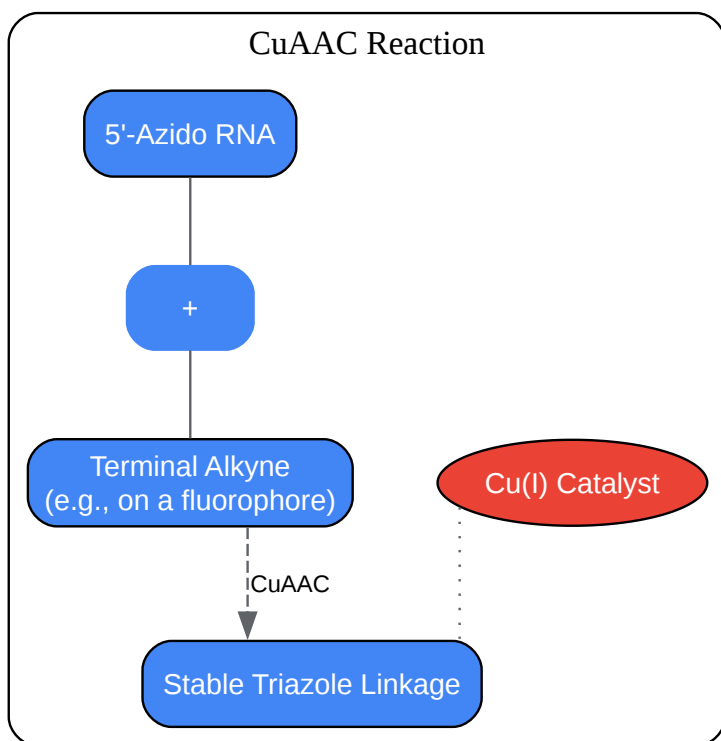 CuAAC Reaction
5'-Azido RNA
+
Terminal Alkyne
(e.g., on a fluorophore)
Cu(I) Catalyst
CuAAC
Stable Triazole Linkage